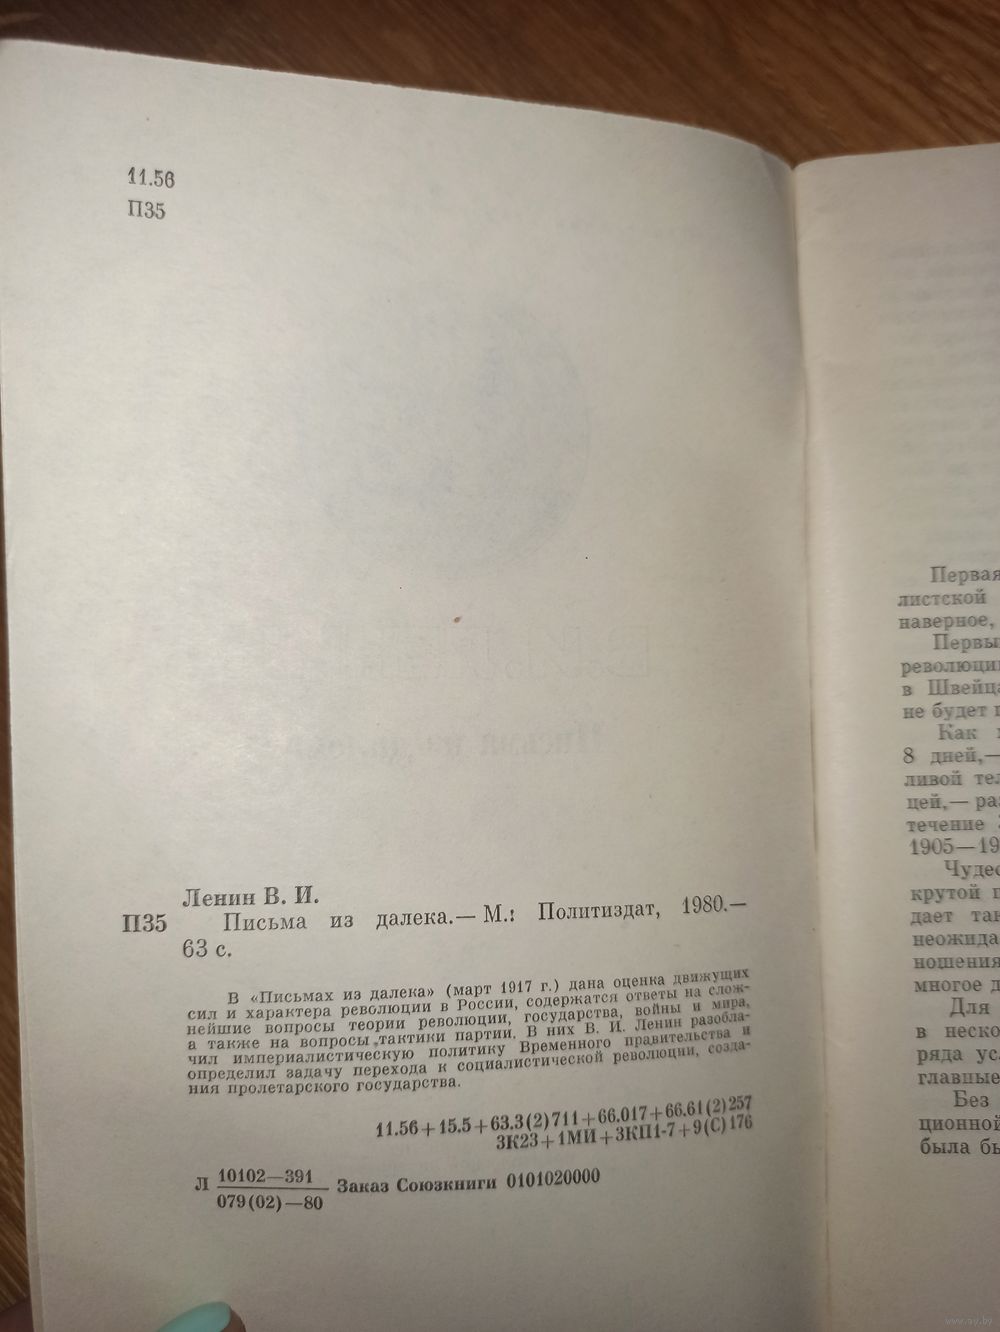 11.56
П35
Ленин В. И.
П35 Письма из далека.— М.: Политиздат, 1980.—
63 с.
В «Письмах из далека» (март 1917 г.) дана оценка движущих
сил и характера революции в России, содержатся ответы на слож-
нейшие вопросы теории революции, государства, войны и мира,
а также на вопросы тактики партии. В них В. И. Ленин разобла-
чил империалистическую политику Временного правительства и
определил задачу перехода к социалистической революции, созда-
ния пролетарского государства.
11.56+15.5+63.3(2)711+66.017+66.61(2)257
3К23+1МИ+3КП1-7+9(С)176
Л 10102—391
079(02)—80 Заказ Союзкниги 0101020000
Первая
листской
наверное,
Первы
революци
в Швейца
не будет
Как
8 дней,—
ливой тел
цей,— ра
течение
1905—19
Чудес
крутой
дает так
неожида
ношения
многое д
Для
в неско
ряда ус
главные
Без
ционной
была бы
www.ay.by